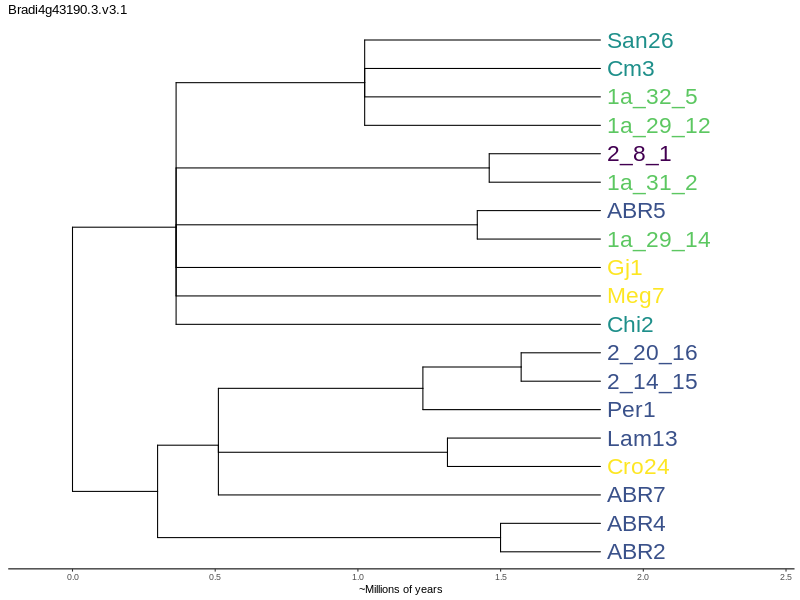 Bradi4g43190.3.v3.1
San26
Cm3
1a_32_5
1a_29_12
2_8_1
1a_31_2
ABR5
1a_29_14
Gj1
Meg7
Chi2
2_20_16
2_14_15
Per1
Lam13
Cro24
ABR7
ABR4
ABR2
0.0 0.5 1.0 1.5 2.0 2.5
~Millions of years